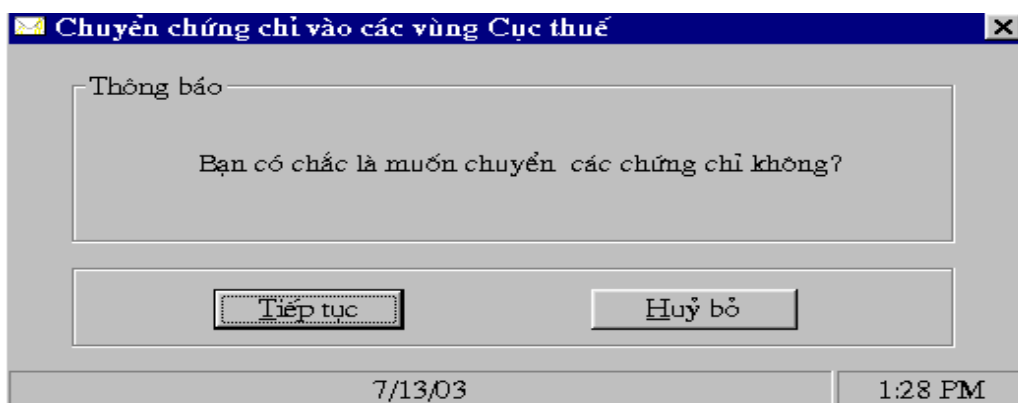 Chuyển chứng chỉ vào các vùng Cục thuế
Thông báo
Bạn có chắc là muốn chuyển các chứng chỉ không?
Tiếp tục
Huỷ bỏ
7/13/03
1:28 PM